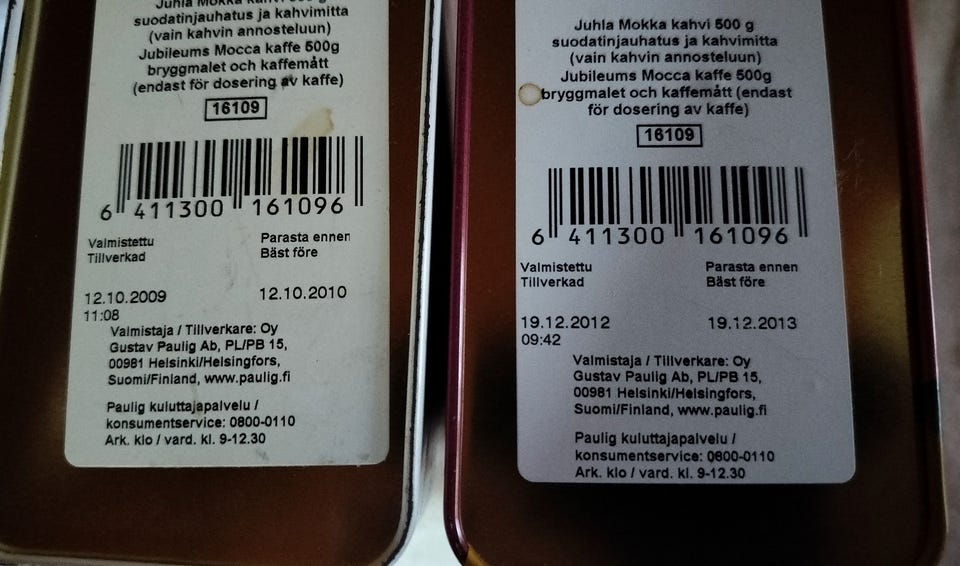 Juhla Mokka kahvi 500 g
suodatinjauhatus ja kahvimitta
(vain kahvin annosteluun)
Jubileums Mocca kaffe 500g
bryggmalet och kaffemått
(endast för dosering av kaffe)
16109
6 411300 161096
Valmistettu Parasta ennen
Tillverkad Bäst före
12.10.2009 12.10.2010
11:08
Valmistaja / Tillverkare: Oy
Gustav Paulig Ab, PL/PB 15,
00981 Helsinki/Helsingfors,
Suomi/Finland, www.paulig.fi
Paulig kuluttajapalvelu /
konsumentservice: 0800-0110
Ark. klo / vard. kl. 9-12.30
Juhla Mokka kahvi 500 g
suodatinjauhatus ja kahvimitta
(vain kahvin annosteluun)
Jubileums Mocca kaffe 500g
bryggmalet och kaffemått (endast
för dosering av kaffe)
16109
6 411300 161096
Valmistettu Parasta ennen
Tillverkad Bäst före
19.12.2012 19.12.2013
09:42
Valmistaja / Tillverkare: Oy
Gustav Paulig Ab, PL/PB 15,
00981 Helsinki/Helsingfors,
Suomi/Finland, www.paulig.fi
Paulig kuluttajapalvelu /
konsumentservice: 0800-0110
Ark. klo / vard. kl. 9-12.30